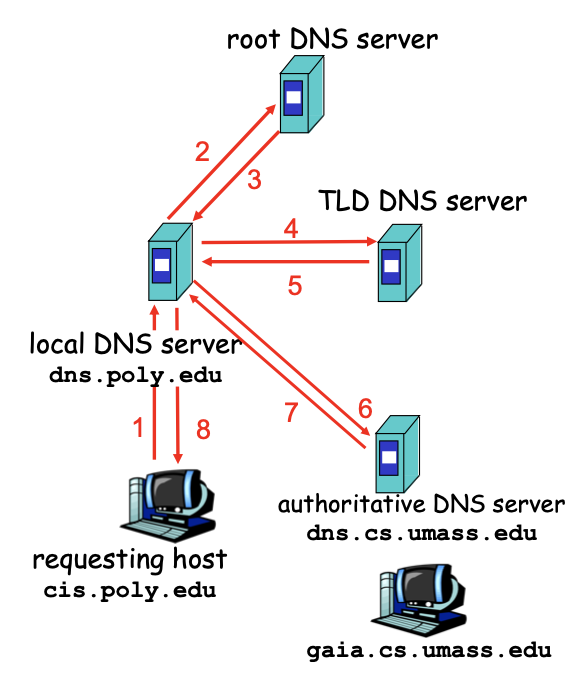 root DNS server
2
3
TLD DNS server
4
5
local DNS server
dns.poly.edu
6
7
1
8
authoritative DNS server
dns.cs.umass.edu
requesting host
cis.poly.edu
gaia.cs.umass.edu